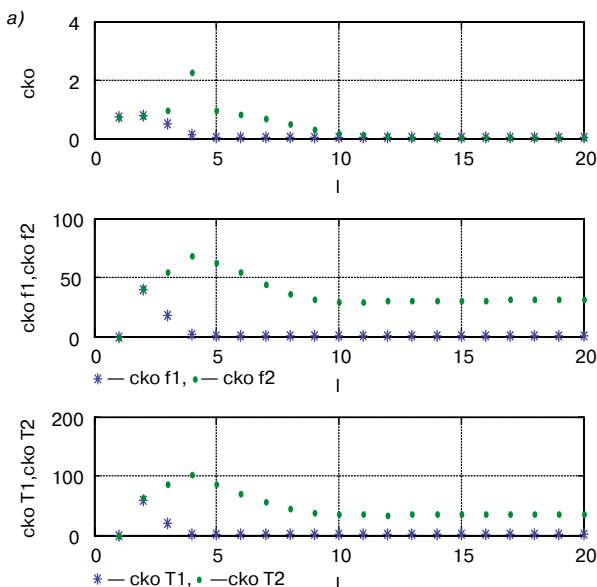 a)
cko
4
2
0
0 5 10 15 20
I
cko f1,cko f2
100
50
0
0 5 10 15 20
* — cko f1, • — cko f2
I
cko T1,cko T2
200
100
0
0 5 10 15 20
* — cko T1, • —cko T2
I